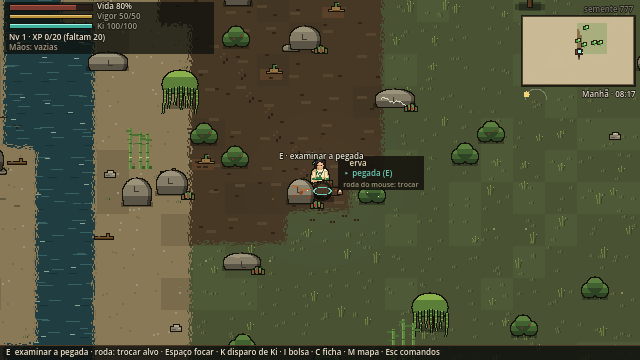 Vida 80%
Vigor 50/50
Ki 100/100
Nv 1 · XP 0/20 (faltam 20)
Mãos: vazias
semente 777
Manhã · 08:17
E · examinar a pegada
erva
▸ pegada (E)
roda do mouse: trocar
E examinar a pegada · roda: trocar alvo · Espaço focar · K disparo de Ki · I bolsa · C ficha · M mapa · Esc comandos